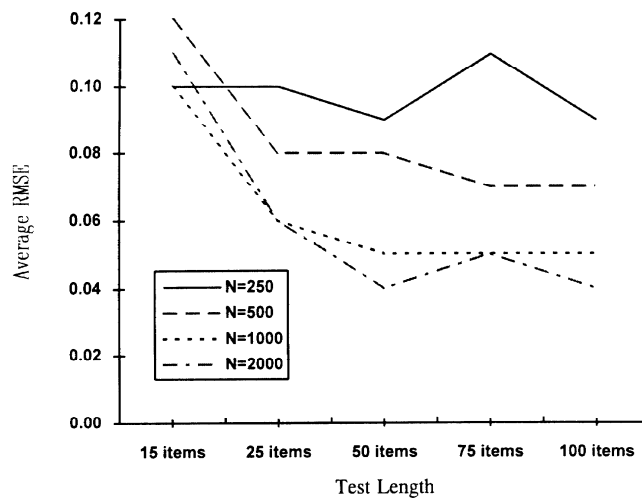 0.12
0.10
0.08
0.06
0.04
0.02
0.00
Average RMSE
N=250
N=500
N=1000
N=2000
15 items 25 items 50 items 75 items 100 items
Test Length